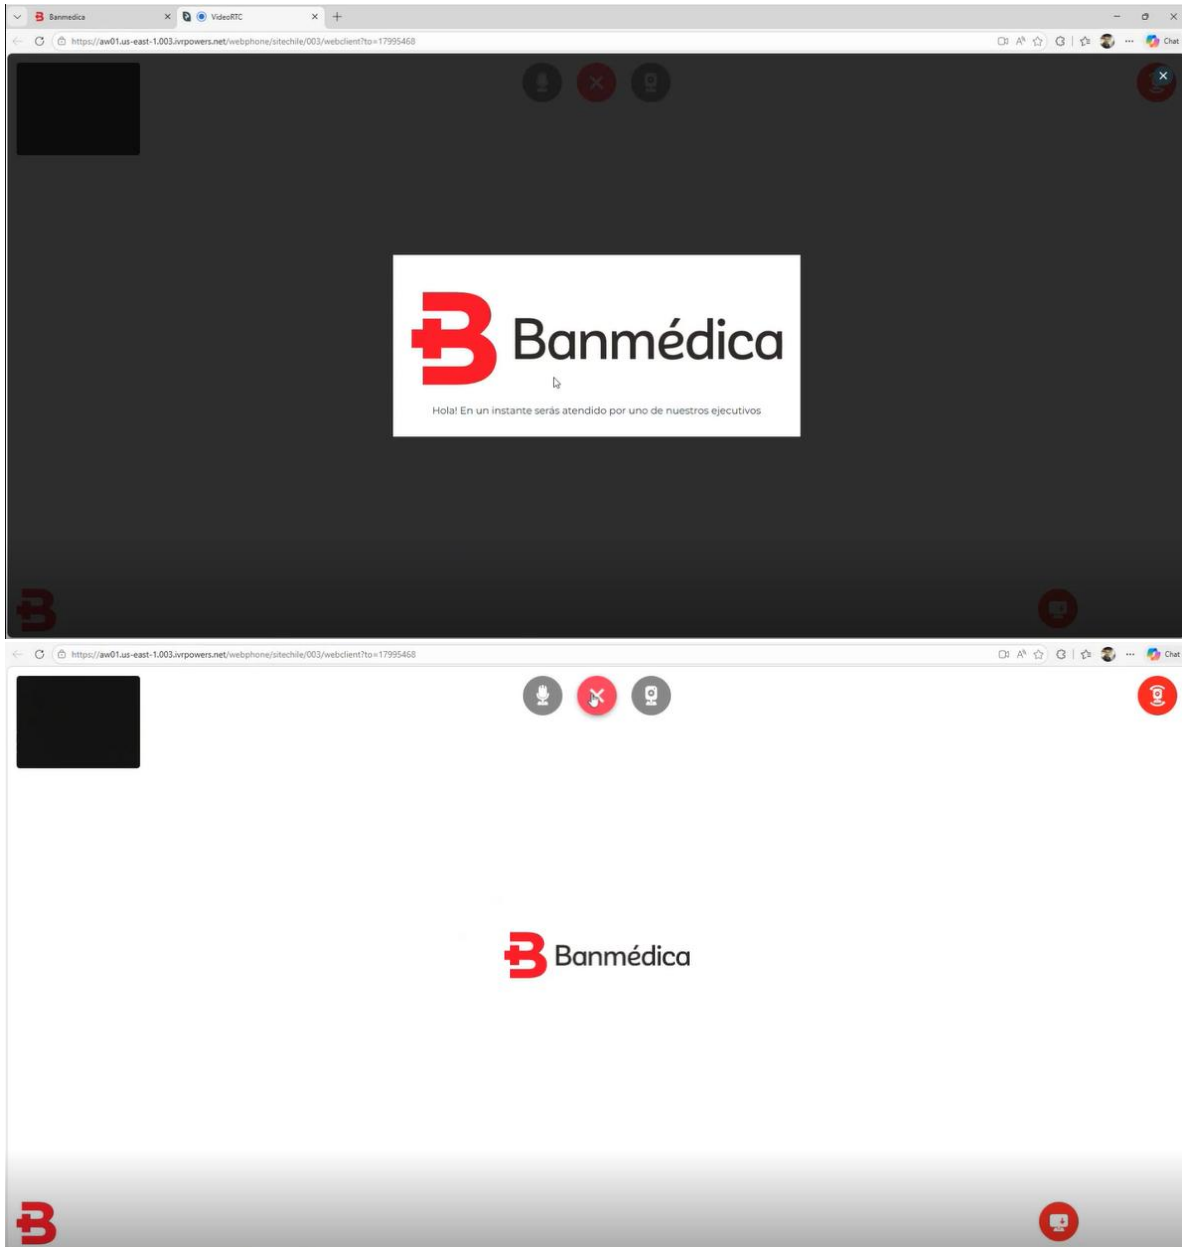 Banmedica
VideoRTC
https://aw01.us-east-1.003.ivrpowers.net/webphone/sitechile/003/webclient?to=17995468
Chat
Banmédica
Hola! En un instante serás atendido por uno de nuestros ejecutivos
https://aw01.us-east-1.003.ivrpowers.net/webphone/sitechile/003/webclient?to=17995468
Chat
Banmédica